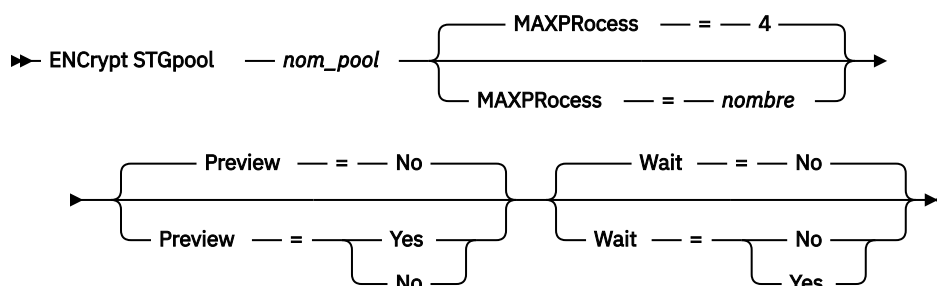 MAXPRocess = 4
ENCrypt STGpool nom_pool
MAXPRocess = nombre
Preview = No Wait = No
Preview = Yes Wait = No
No Yes